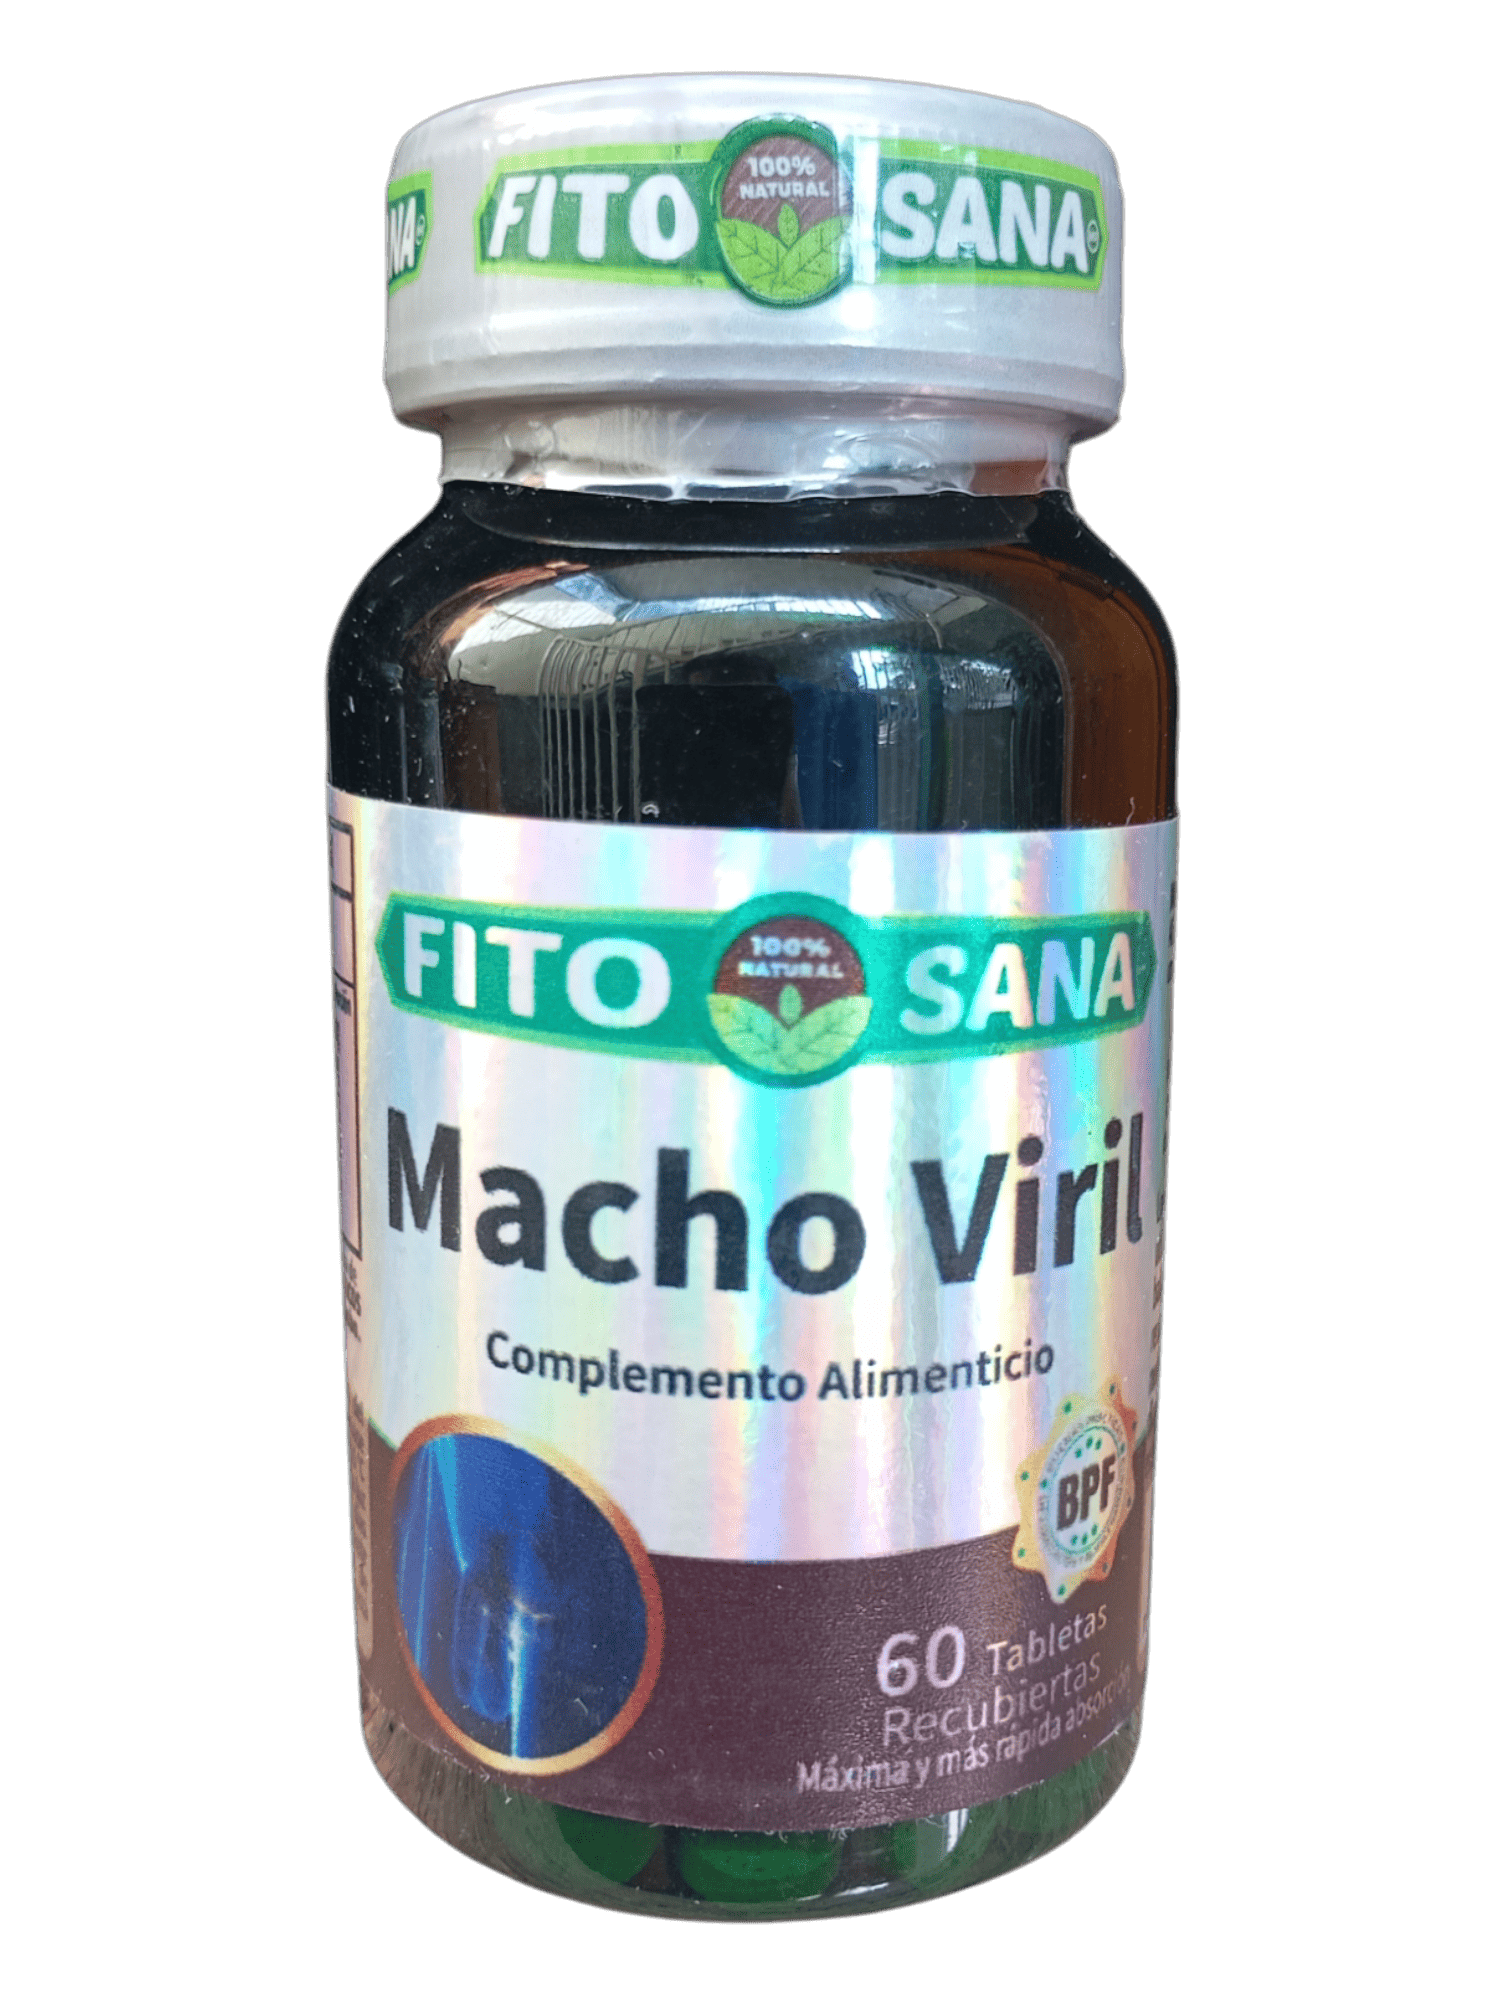 100%
NATURAL
FITO SANA
NA
100%
NATURAL
FITO SANA
Macho Viril
Complemento Alimenticio
BPF
60 Tabletas
Recubiertas
Máxima y más rápida absorción